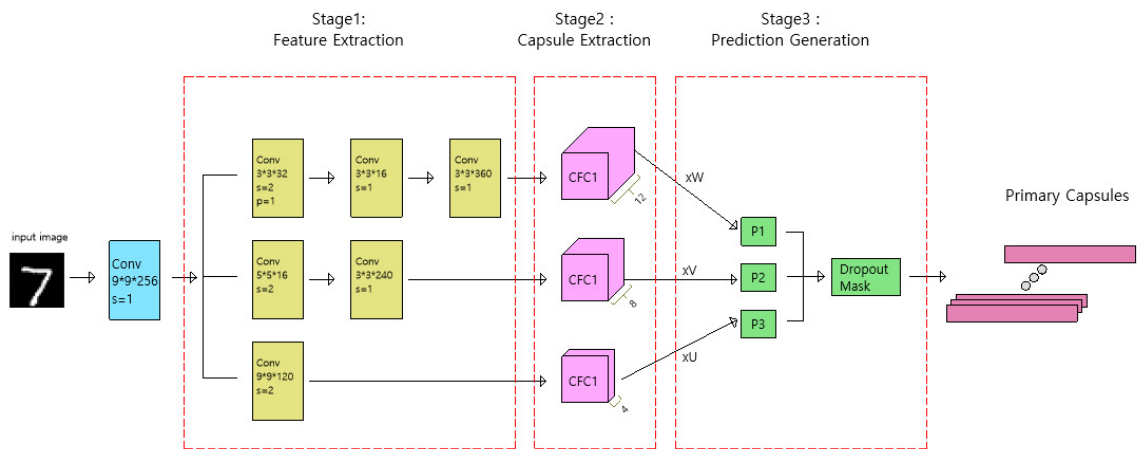 Stage1:
Feature Extraction
Stage2 :
Capsule Extraction
Stage3 :
Prediction Generation
input image
Conv
9*9*256
s=1
Conv
3*3*32
s=2
p=1
Conv
3*3*16
s=1
Conv
3*3*360
s=1
CFC1
12
xW
Conv
5*5*16
s=2
Conv
3*3*240
s=1
CFC1
8
xV
Conv
9*9*120
s=2
CFC1
4
xU
P1
P2
P3
Dropout
Mask
Primary Capsules